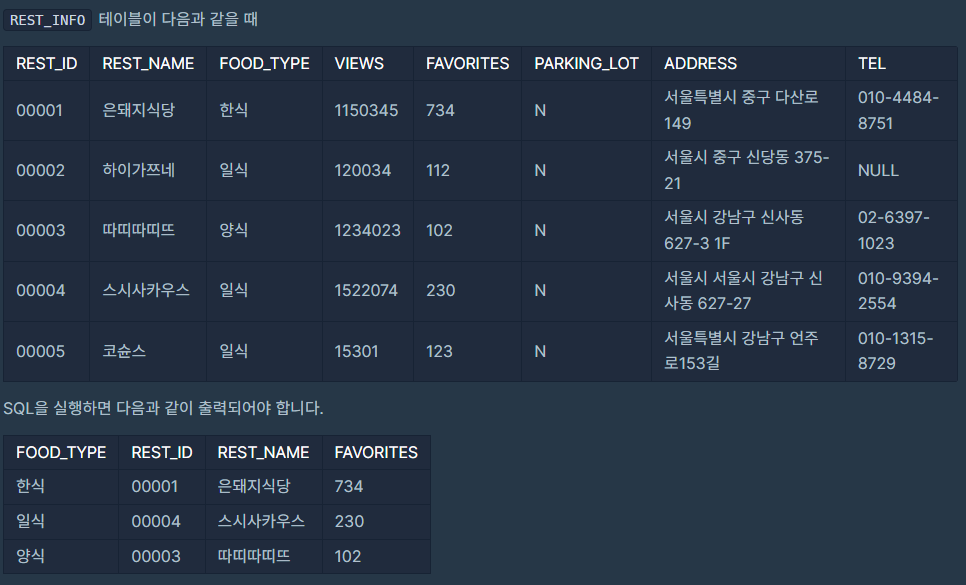 REST_INFO 테이블이 다음과 같을 때
REST_ID REST_NAME FOOD_TYPE VIEWS FAVORITES PARKING_LOT ADDRESS TEL
00001 은돼지식당 한식 1150345 734 N 서울특별시 중구 다산로 149 010-4484-8751
00002 하이가쯔네 일식 120034 112 N 서울시 중구 신당동 375-21 NULL
00003 따띠따띠뜨 양식 1234023 102 N 서울시 강남구 신사동 627-3 1F 02-6397-1023
00004 스시사카우스 일식 1522074 230 N 서울시 서울시 강남구 신사동 627-27 010-9394-2554
00005 코슌스 일식 15301 123 N 서울특별시 강남구 언주로153길 010-1315-8729
SQL을 실행하면 다음과 같이 출력되어야 합니다.
FOOD_TYPE REST_ID REST_NAME FAVORITES
한식 00001 은돼지식당 734
일식 00004 스시사카우스 230
양식 00003 따띠따띠뜨 102